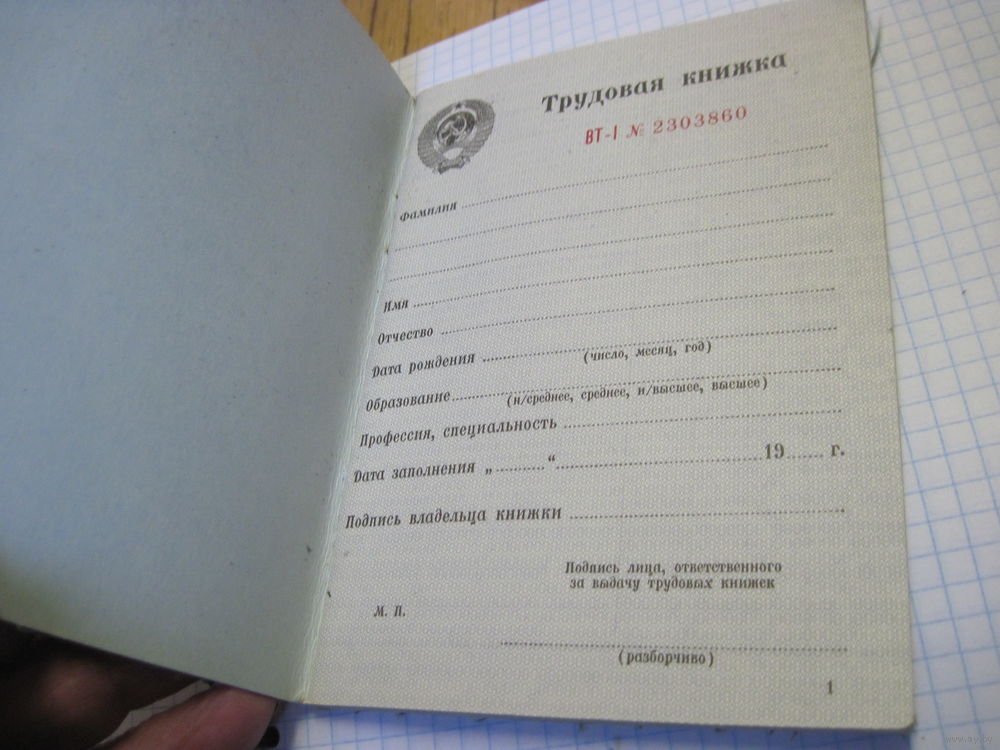 Трудовая книжка
ВТ-I № 2303860
Фамилия
Имя
Отчество
Дата рождения
(число, месяц, год)
Образование
(н/среднее, среднее, н/высшее, высшее)
Профессия, специальность
Дата заполнения „ “ 19 г.
Подпись владельца книжки
Подпись лица, ответственного
за выдачу трудовых книжек
М. П.
(разборчиво)
1